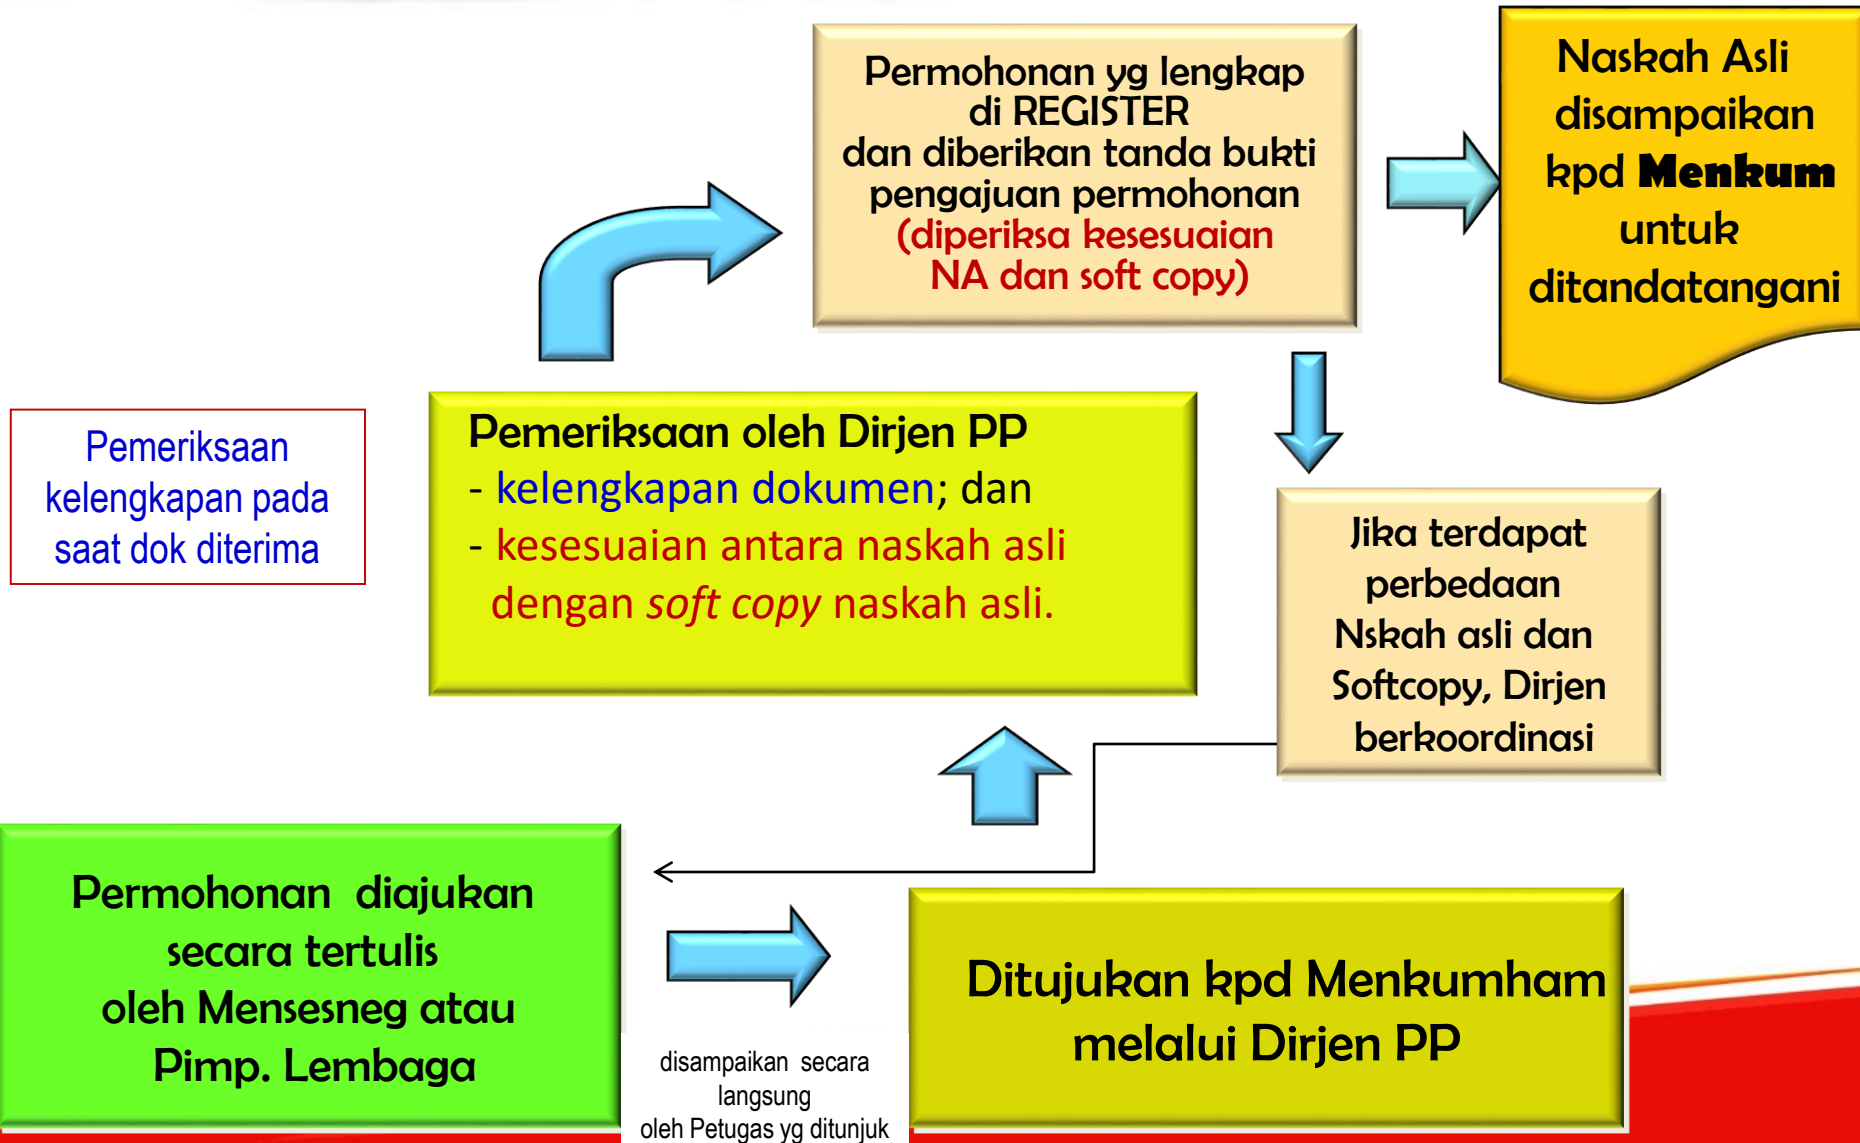 Permohonan yg lengkap
di REGISTER
dan diberikan tanda bukti
pengajuan permohonan
(diperiksa kesesuaian
NA dan soft copy)
Naskah Asli
disampaikan
kpd Menkum
untuk
ditandatangani
Pemeriksaan
kelengkapan pada
saat dok diterima
Pemeriksaan oleh Dirjen PP
- kelengkapan dokumen; dan
- kesesuaian antara naskah asli
dengan soft copy naskah asli.
Jika terdapat
perbedaan
Nskah asli dan
Softcopy, Dirjen
berkoordinasi
Permohonan diajukan
secara tertulis
oleh Mensesneg atau
Pimp. Lembaga
disampaikan secara
langsung
oleh Petugas yg ditunjuk
Ditujukan kpd Menkumham
melalui Dirjen PP